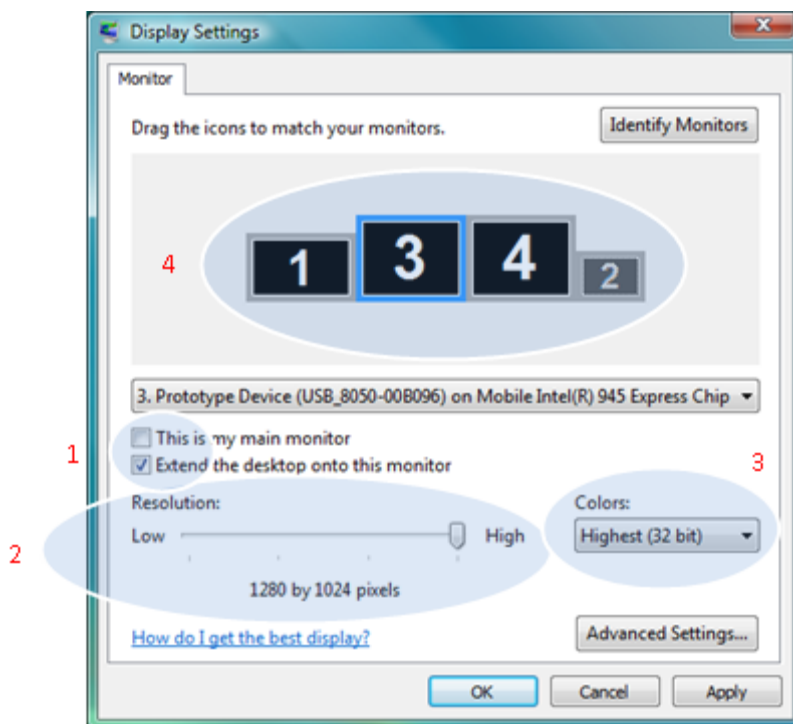 Display Settings
Monitor
Drag the icons to match your monitors.
Identify Monitors
4
1
3
4
2
3. Prototype Device (USB_8050-00B096) on Mobile Intel(R) 945 Express Chip
1
This is my main monitor
Extend the desktop onto this monitor
3
Resolution:
Colors:
2
Low
High
Highest (32 bit)
1280 by 1024 pixels
How do I get the best display?
Advanced Settings...
OK
Cancel
Apply